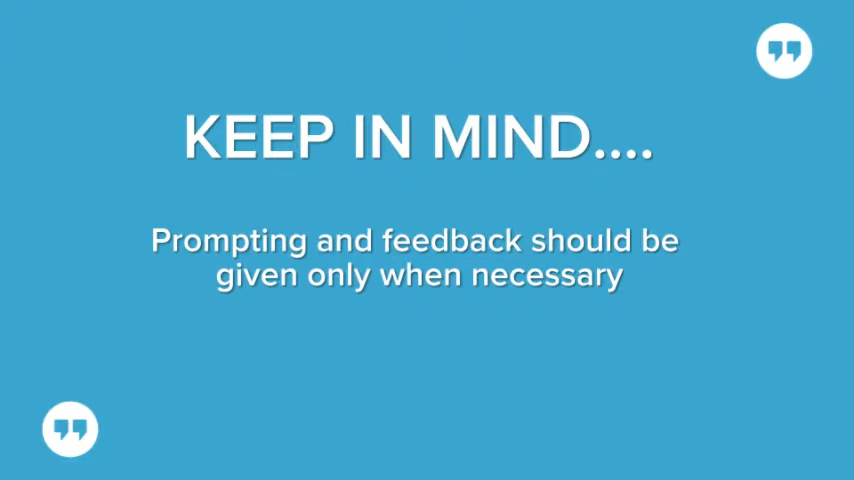 KEEP IN MIND....
Prompting and feedback should be
given only when necessary